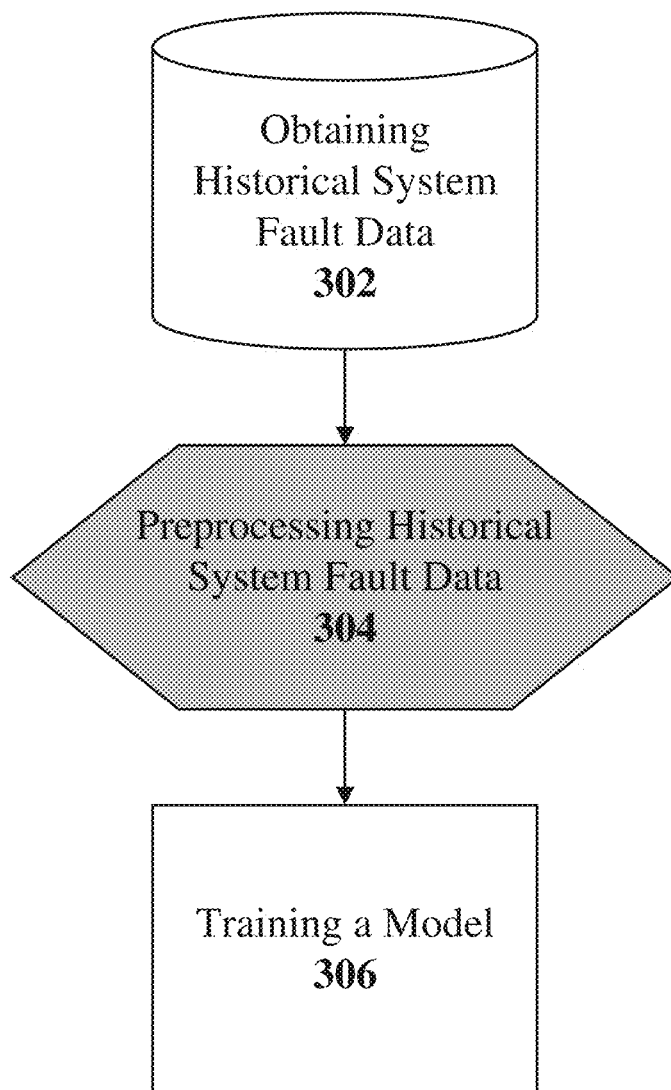 Obtaining
Historical System
Fault Data
302
Preprocessing Historical
System Fault Data
304
Training a Model
306